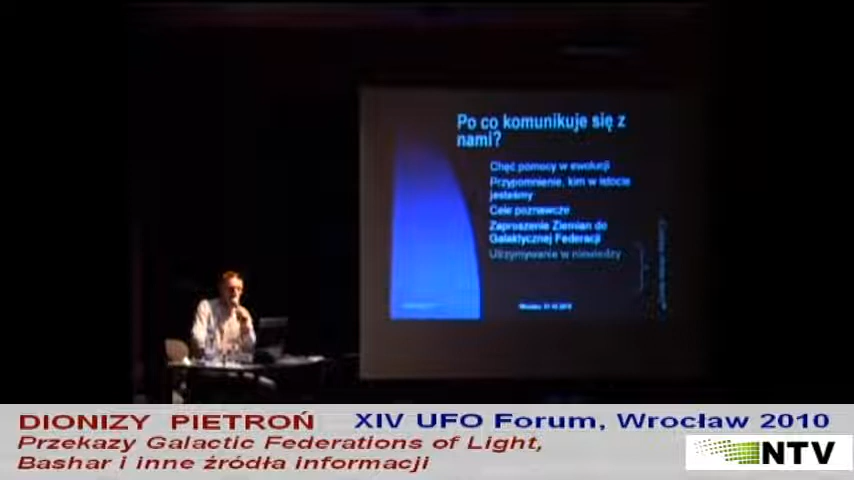 Po co komunikuje się z
nami?
Chęć pomocy w ewolucji
Przypomnienie, kim w istocie
jesteśmy
Cele poznawcze
Zaproszenie Ziemian do
Galaktycznej Federacji
Utrzymywanie w niewiedzy
DIONIZY PIETROŃ
XIV UFO Forum, Wrocław 2010
Przekazy Galactic Federations of Light,
Bashar i inne źródła informacji
NTV